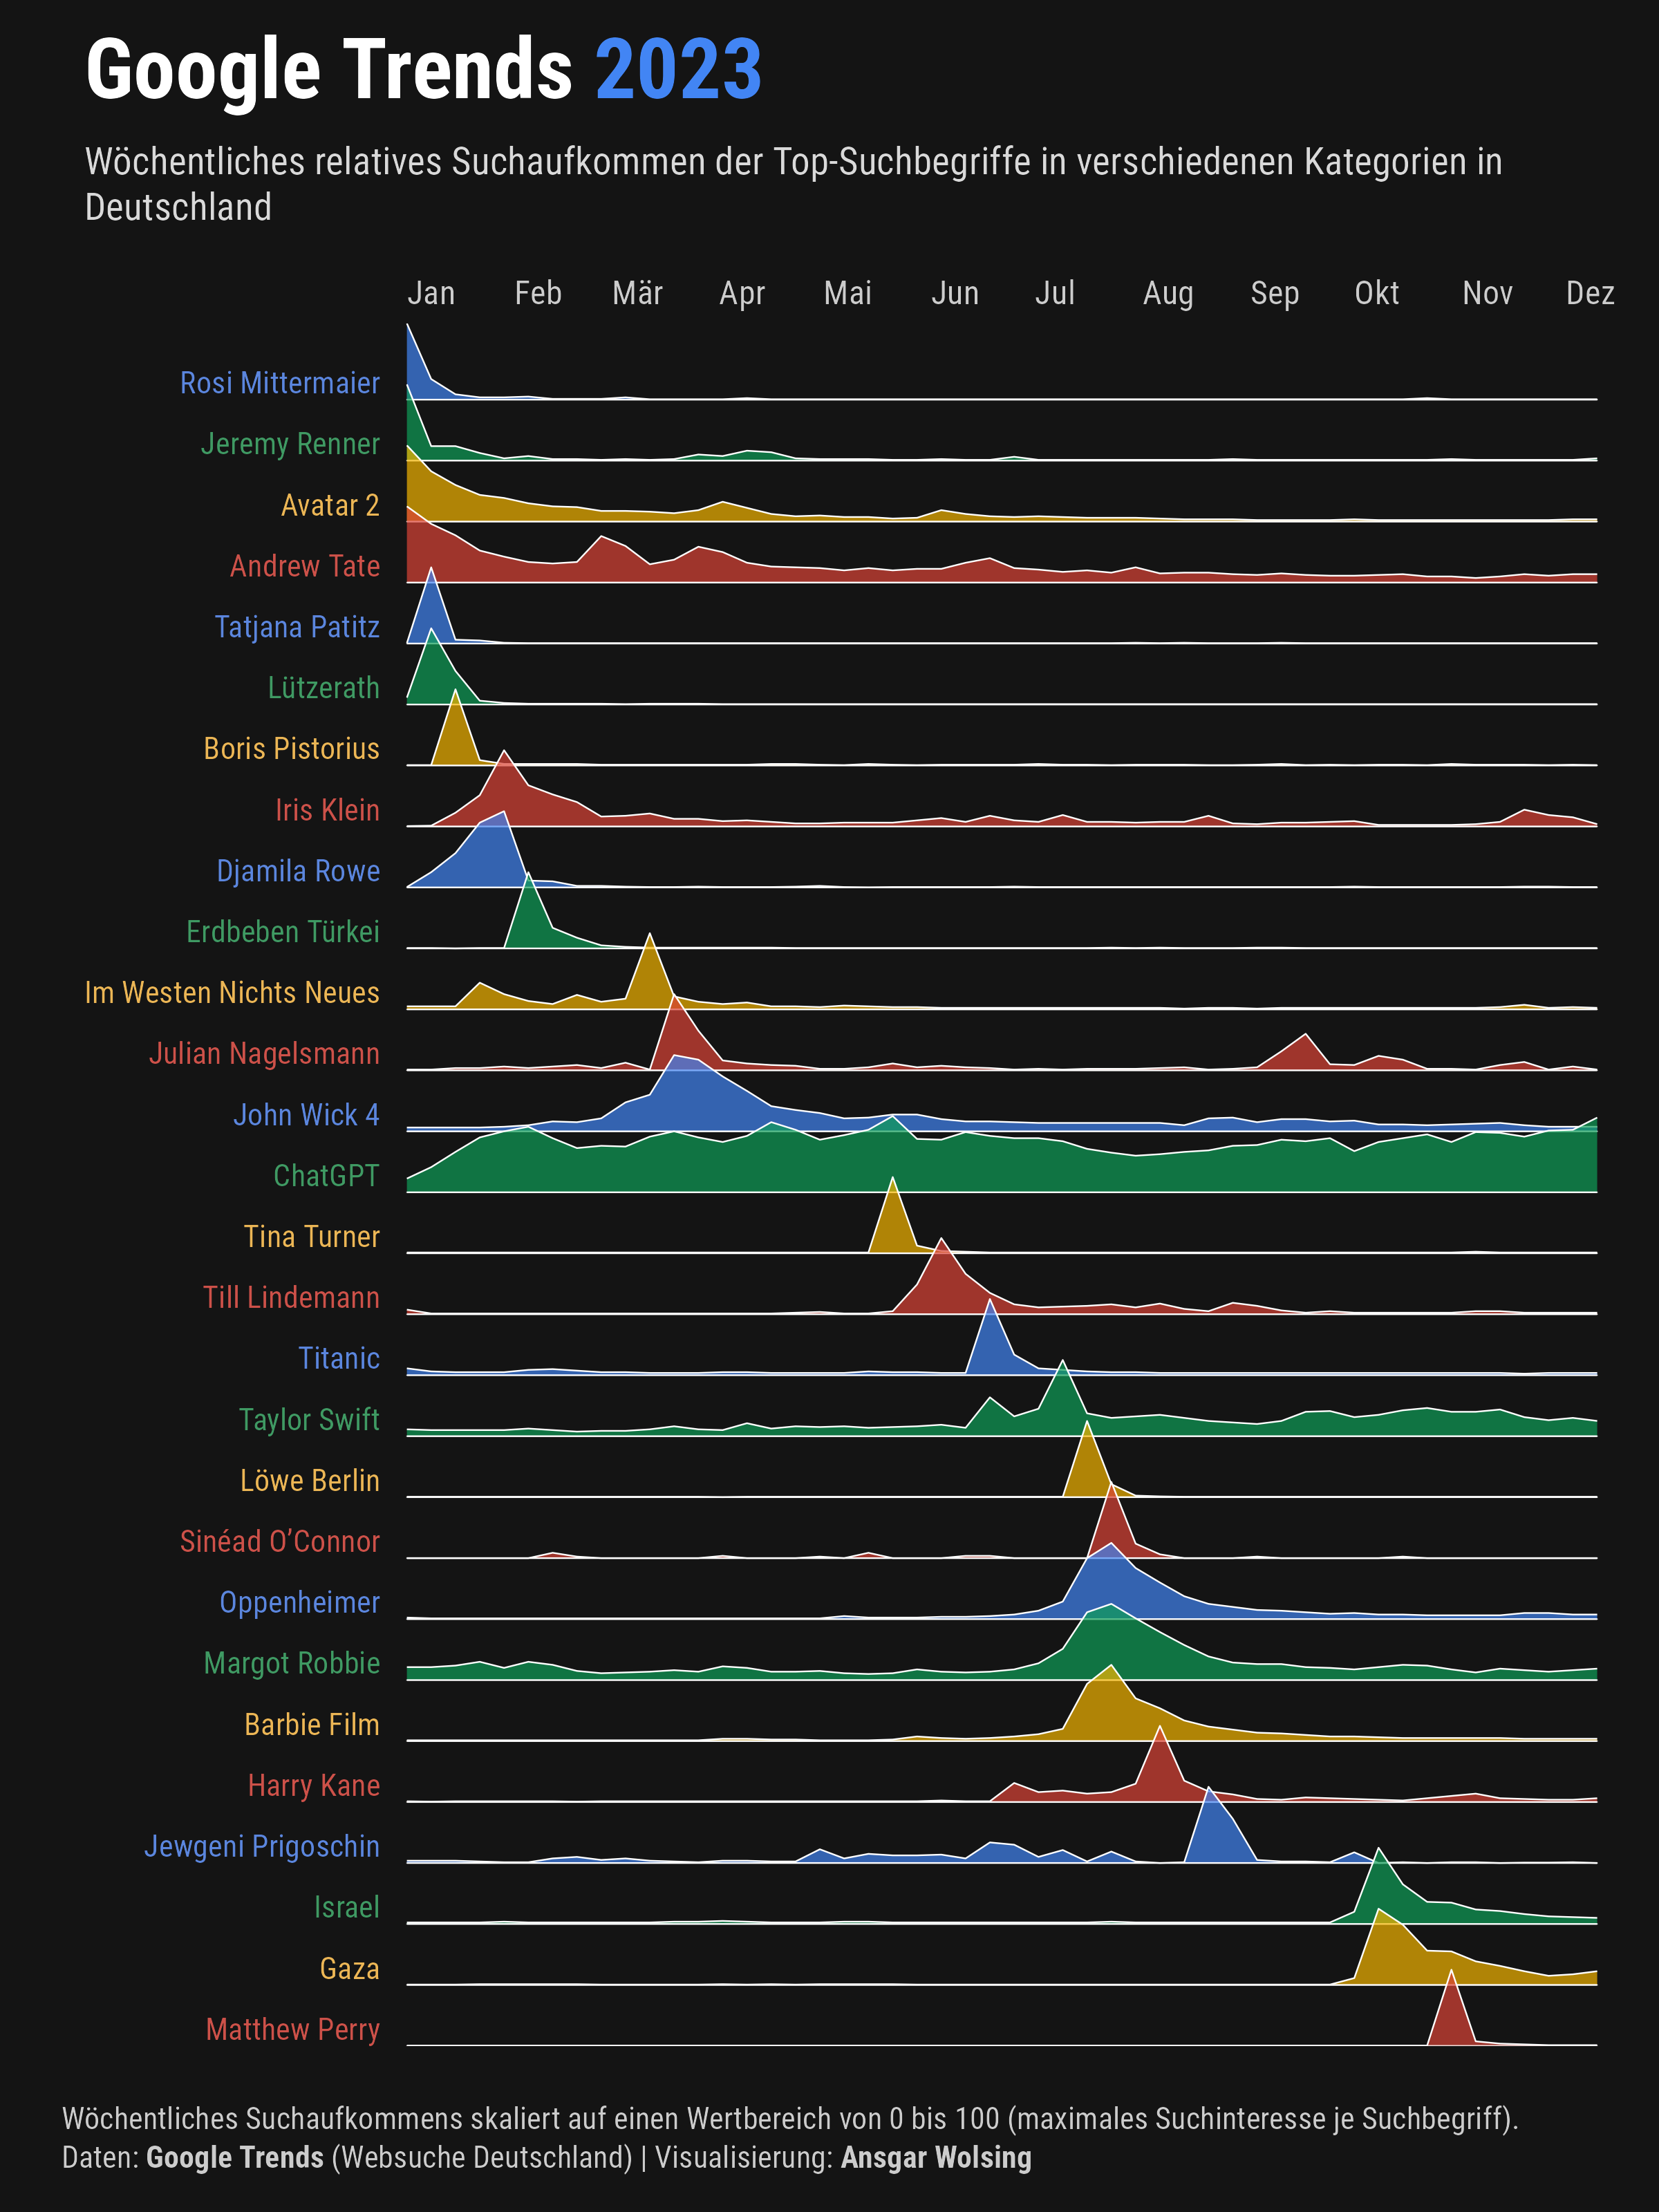 Google Trends 2023
Wöchentliches relatives Suchaufkommen der Top-Suchbegriffe in verschiedenen Kategorien in
Deutschland
Jan Feb Mär Apr Mai Jun Jul Aug Sep Okt Nov Dez
Rosi Mittermaier
Jeremy Renner
Avatar 2
Andrew Tate
Tatjana Patitz
Lützerath
Boris Pistorius
Iris Klein
Djamila Rowe
Erdbeben Türkei
Im Westen Nichts Neues
Julian Nagelsmann
John Wick 4
ChatGPT
Tina Turner
Till Lindemann
Titanic
Taylor Swift
Löwe Berlin
Sinéad O’Connor
Oppenheimer
Margot Robbie
Barbie Film
Harry Kane
Jewgeni Prigoschin
Israel
Gaza
Matthew Perry
Wöchentliches Suchaufkommens skaliert auf einen Wertbereich von 0 bis 100 (maximales Suchinteresse je Suchbegriff).
Daten: Google Trends (Websuche Deutschland) | Visualisierung: Ansgar Wolsing